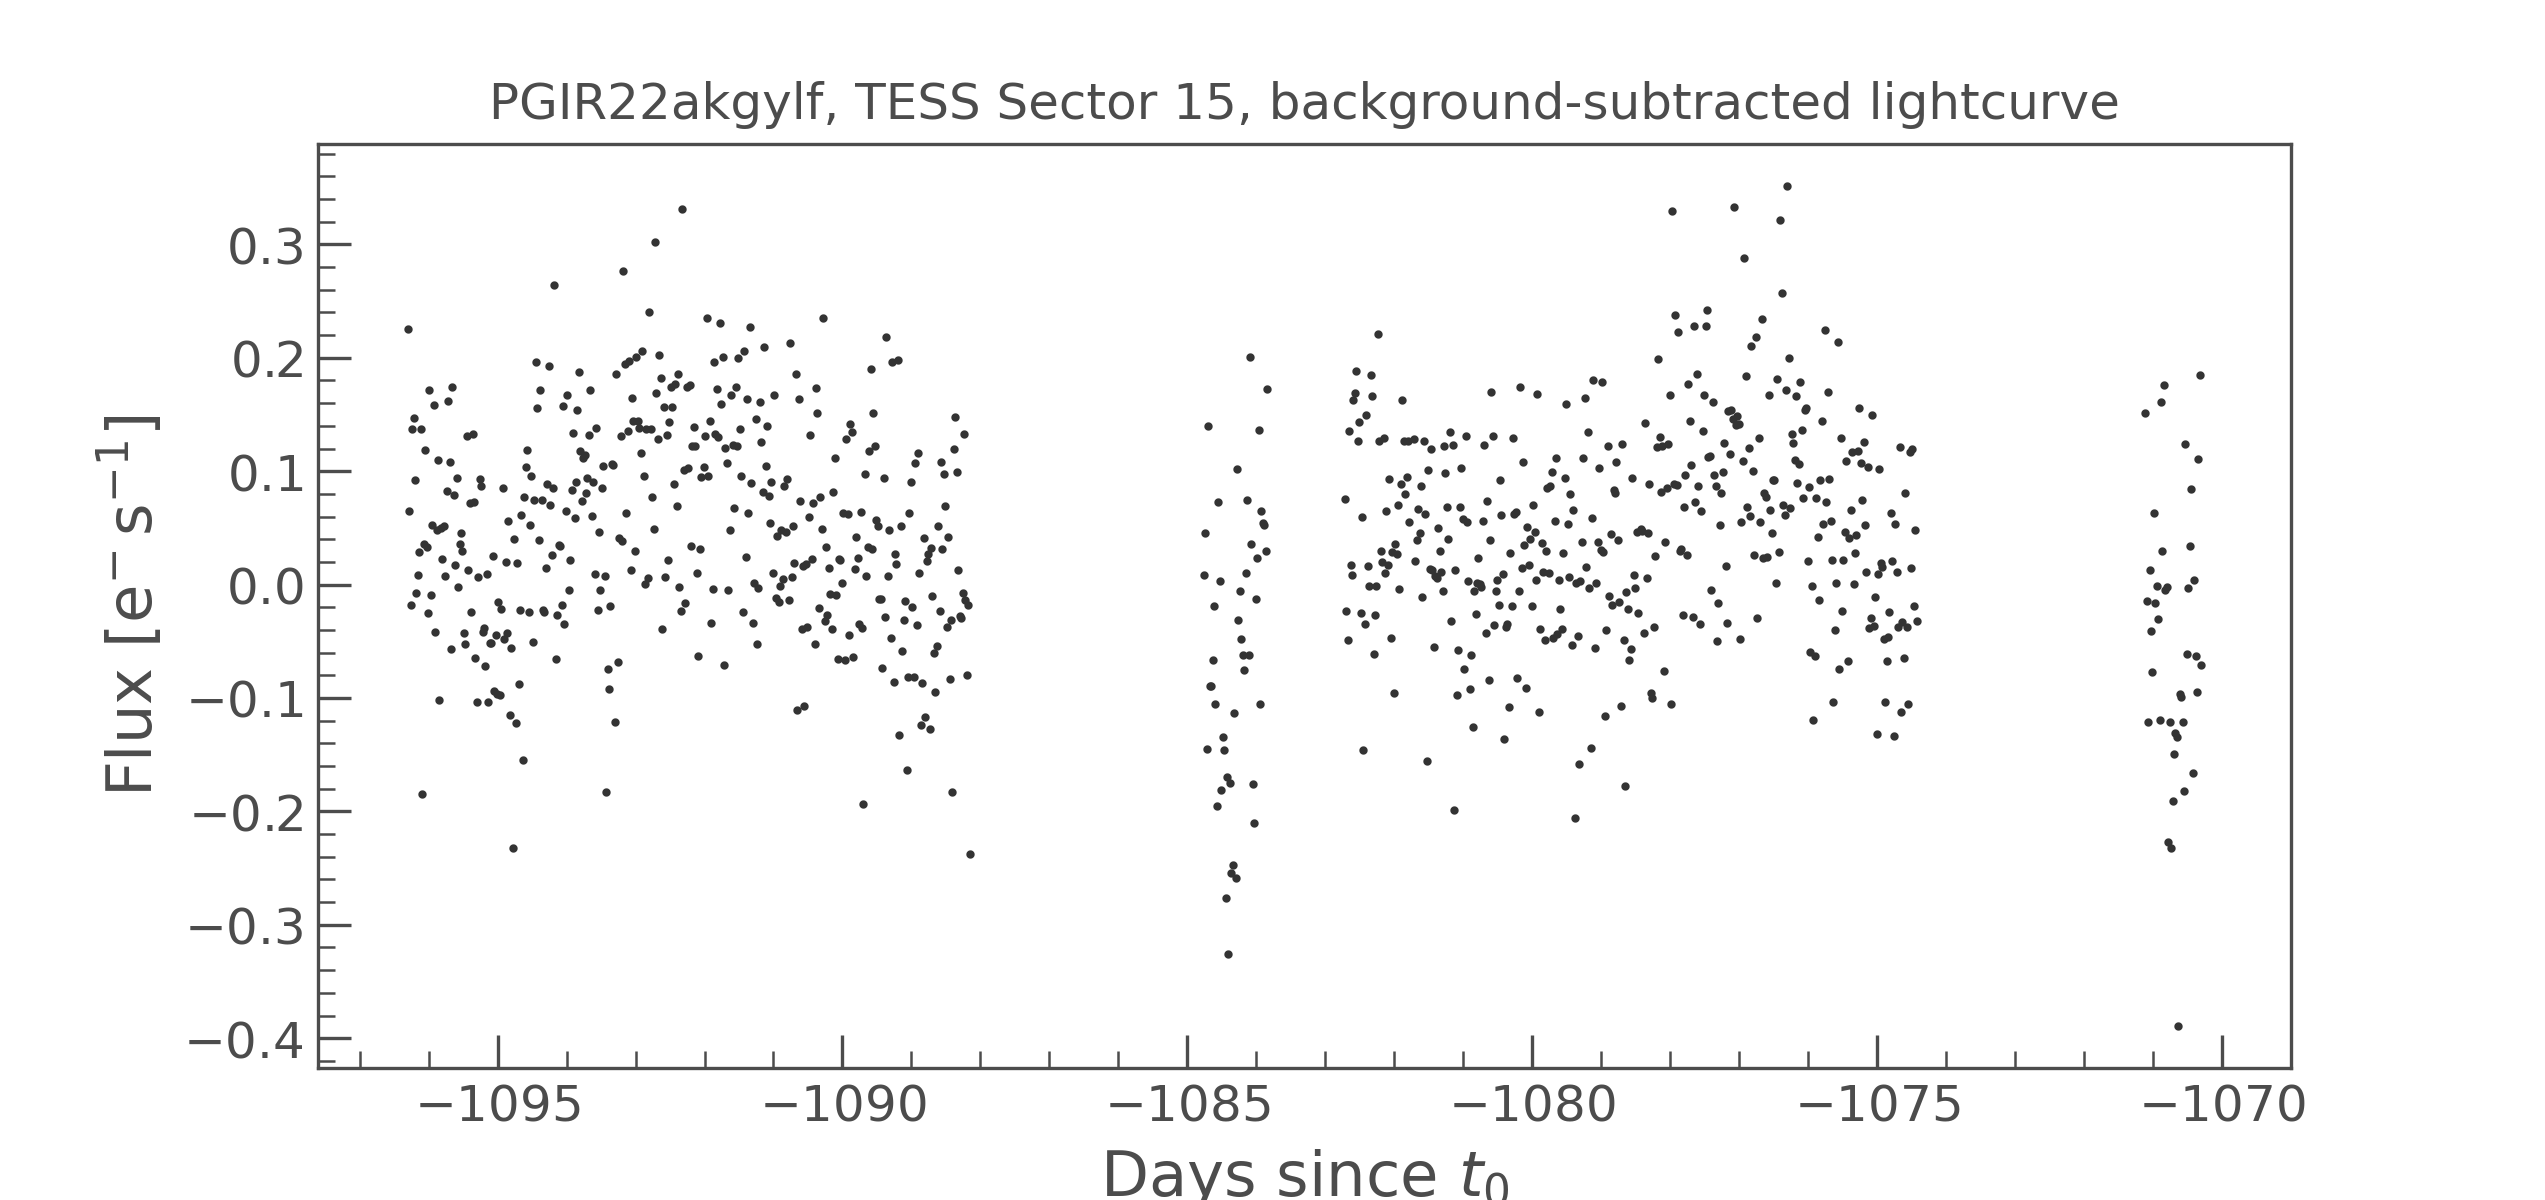 PGIR22akgylf, TESS Sector 15, background-subtracted lightcurve
Flux [e⁻ s⁻¹]
0.3
0.2
0.1
0.0
−0.1
−0.2
−0.3
−0.4
−1095 −1090 −1085 −1080 −1075 −1070
Days since t₀